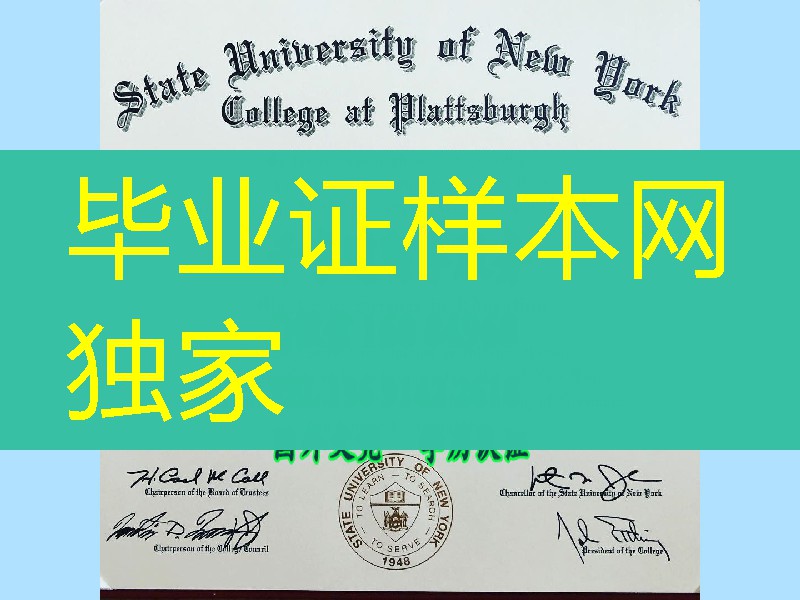 State University of New York
College at Plattsburgh
毕业证样本网
独家
H. Carl McCall
Chairperson of the Board of Trustees
Chancellor of the State University of New York
STATE UNIVERSITY OF NEW YORK
TO LEARN — TO SEARCH
TO SERVE
1948
Chairperson of the College Council
President of the College